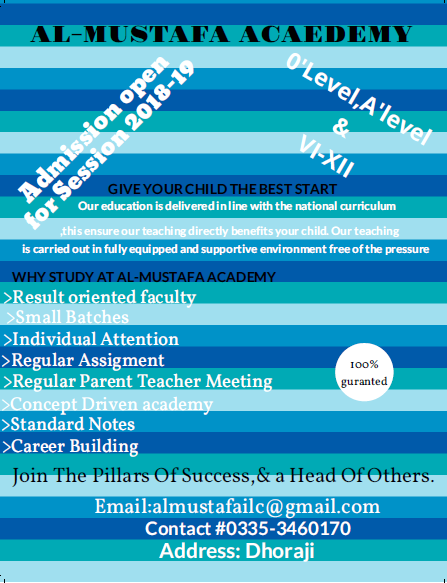 AL-MUSTAFA ACAEDEMY
Admission open
for Session 2018-19
O'Level,A'level
&
VI-XII
GIVE YOUR CHILD THE BEST START
Our education is delivered in line with the national curriculum
,this ensure our teaching directly benefits your child. Our teaching
is carried out in fully equipped and supportive environment free of the pressure
WHY STUDY AT AL-MUSTAFA ACADEMY
>Result oriented faculty
>Small Batches
>Individual Attention
>Regular Assigment
>Regular Parent Teacher Meeting
>Concept Driven academy
>Standard Notes
>Career Building
100%
guranted
Join The Pillars Of Success,& a Head Of Others.
Email:almustafailc@gmail.com
Contact #0335-3460170
Address: Dhoraji